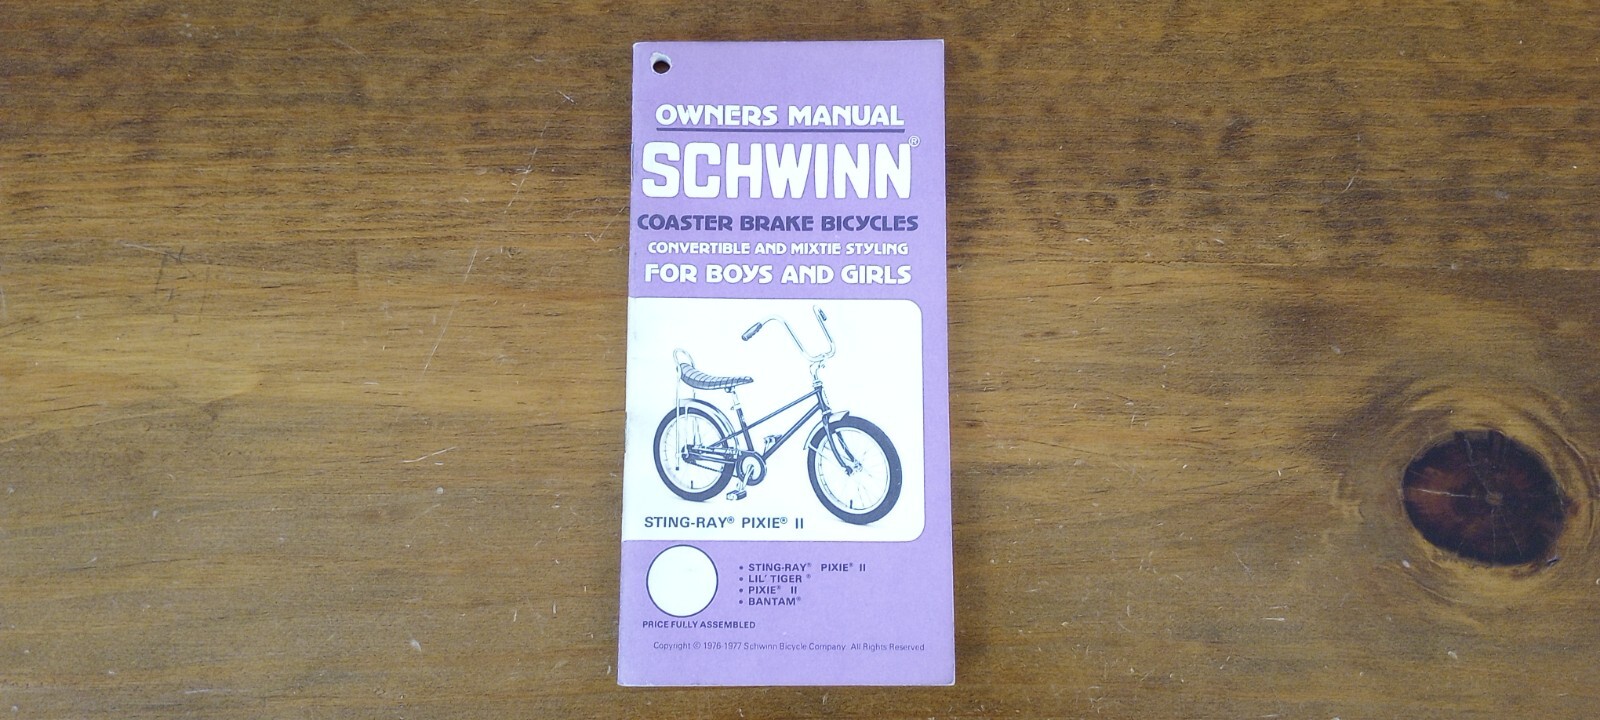 OWNERS MANUAL
SCHWINN®
COASTER BRAKE BICYCLES
CONVERTIBLE AND MIXTIE STYLING
FOR BOYS AND GIRLS
STING-RAY® PIXIE® II
• STING-RAY® PIXIE® II
• LIL' TIGER®
• PIXIE® II
• BANTAM®
PRICE FULLY ASSEMBLED
Copyright © 1976-1977 Schwinn Bicycle Company. All Rights Reserved